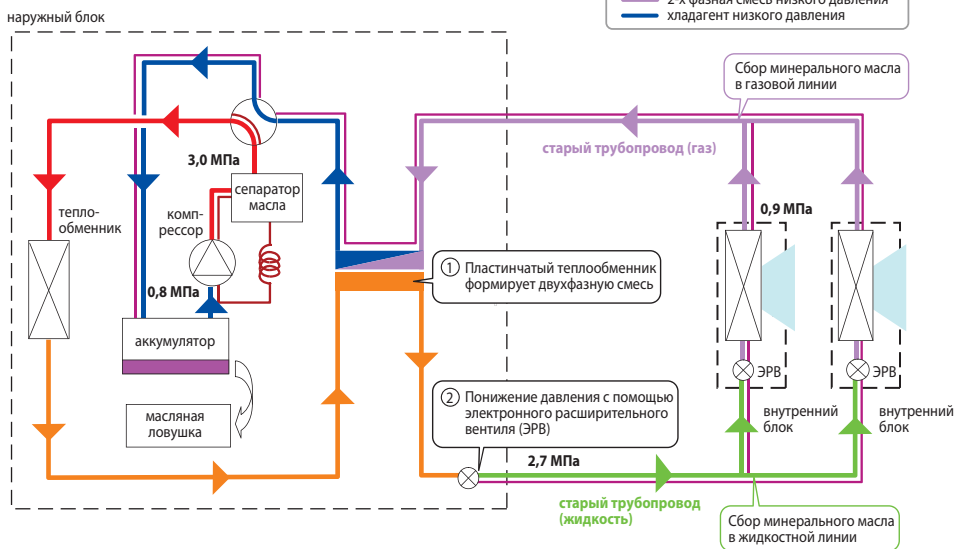 наружный блок
2-х фазная смесь низкого давления
хладагент низкого давления
Сбор минерального масла
в газовой линии
старый трубопровод (газ)
3,0 МПа
сепаратор
масла
тепло-
обменник
комп-
рессор
0,9 МПа
1 Пластинчатый теплообменник
формирует двухфазную смесь
0,8 МПа
аккумулятор
ЭРВ
ЭРВ
масляная
ловушка
2 Понижение давления с помощью
электронного расширительного
вентиля (ЭРВ)
внутренний
блок
внутренний
блок
2,7 МПа
старый трубопровод
(жидкость)
Сбор минерального масла
в жидкостной линии